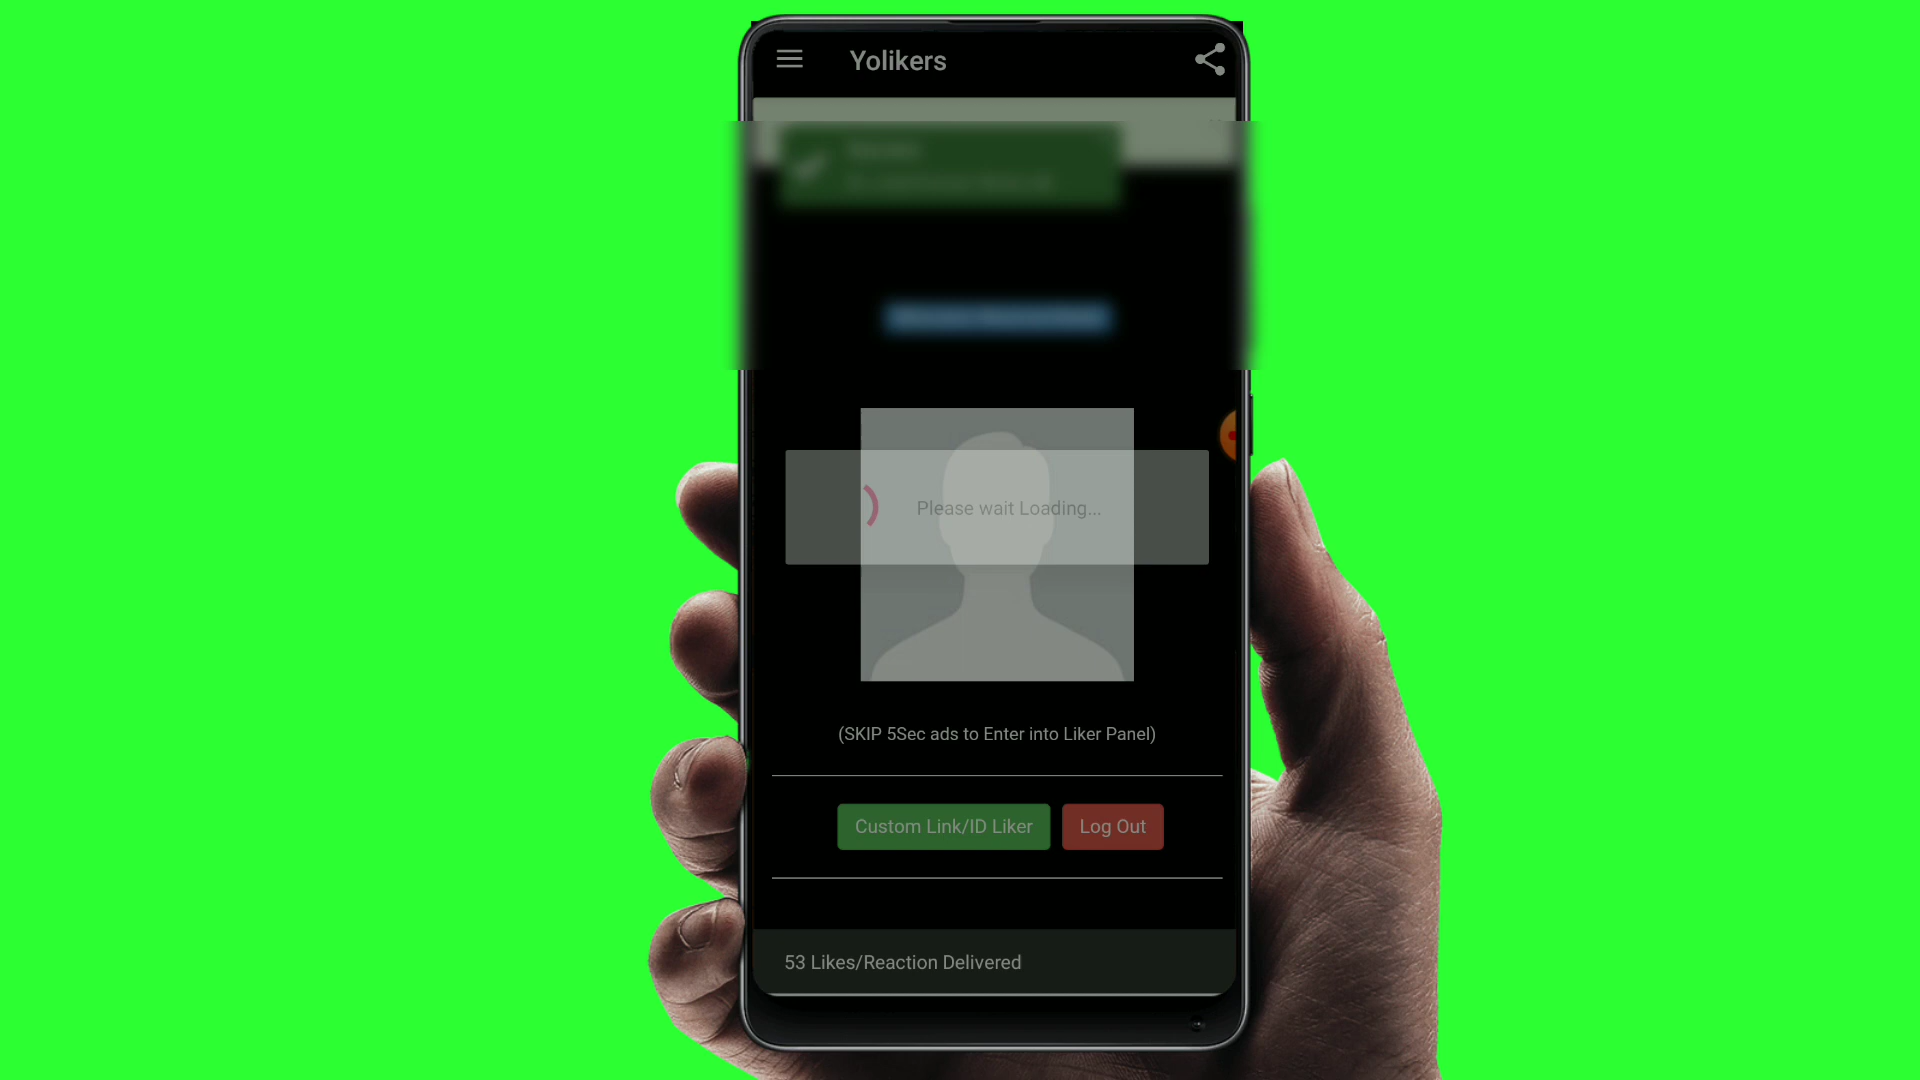 Yolikers
Please wait Loading...
(SKIP 5Sec ads to Enter into Liker Panel)
Custom Link/ID Liker
Log Out
53 Likes/Reaction Delivered